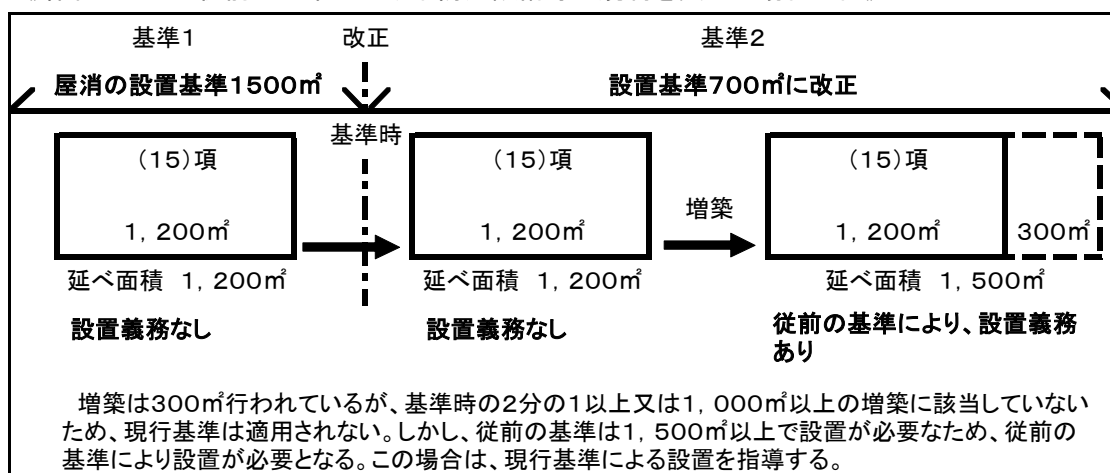 基準1　改正　基準2
屋消の設置基準1500㎡　設置基準700㎡に改正
基準時
(15)項　(15)項　(15)項
増築
1，200㎡　1，200㎡　1，200㎡　300㎡
延べ面積　1，200㎡　延べ面積　1，200㎡　延べ面積　1，500㎡
設置義務なし　設置義務なし　従前の基準により、設置義務
あり
増築は300㎡行われているが、基準時の2分の1以上又は1，000㎡以上の増築に該当していない
ため、現行基準は適用されない。しかし、従前の基準は1，500㎡以上で設置が必要なため、従前の
基準により設置が必要となる。この場合は、現行基準による設置を指導する。